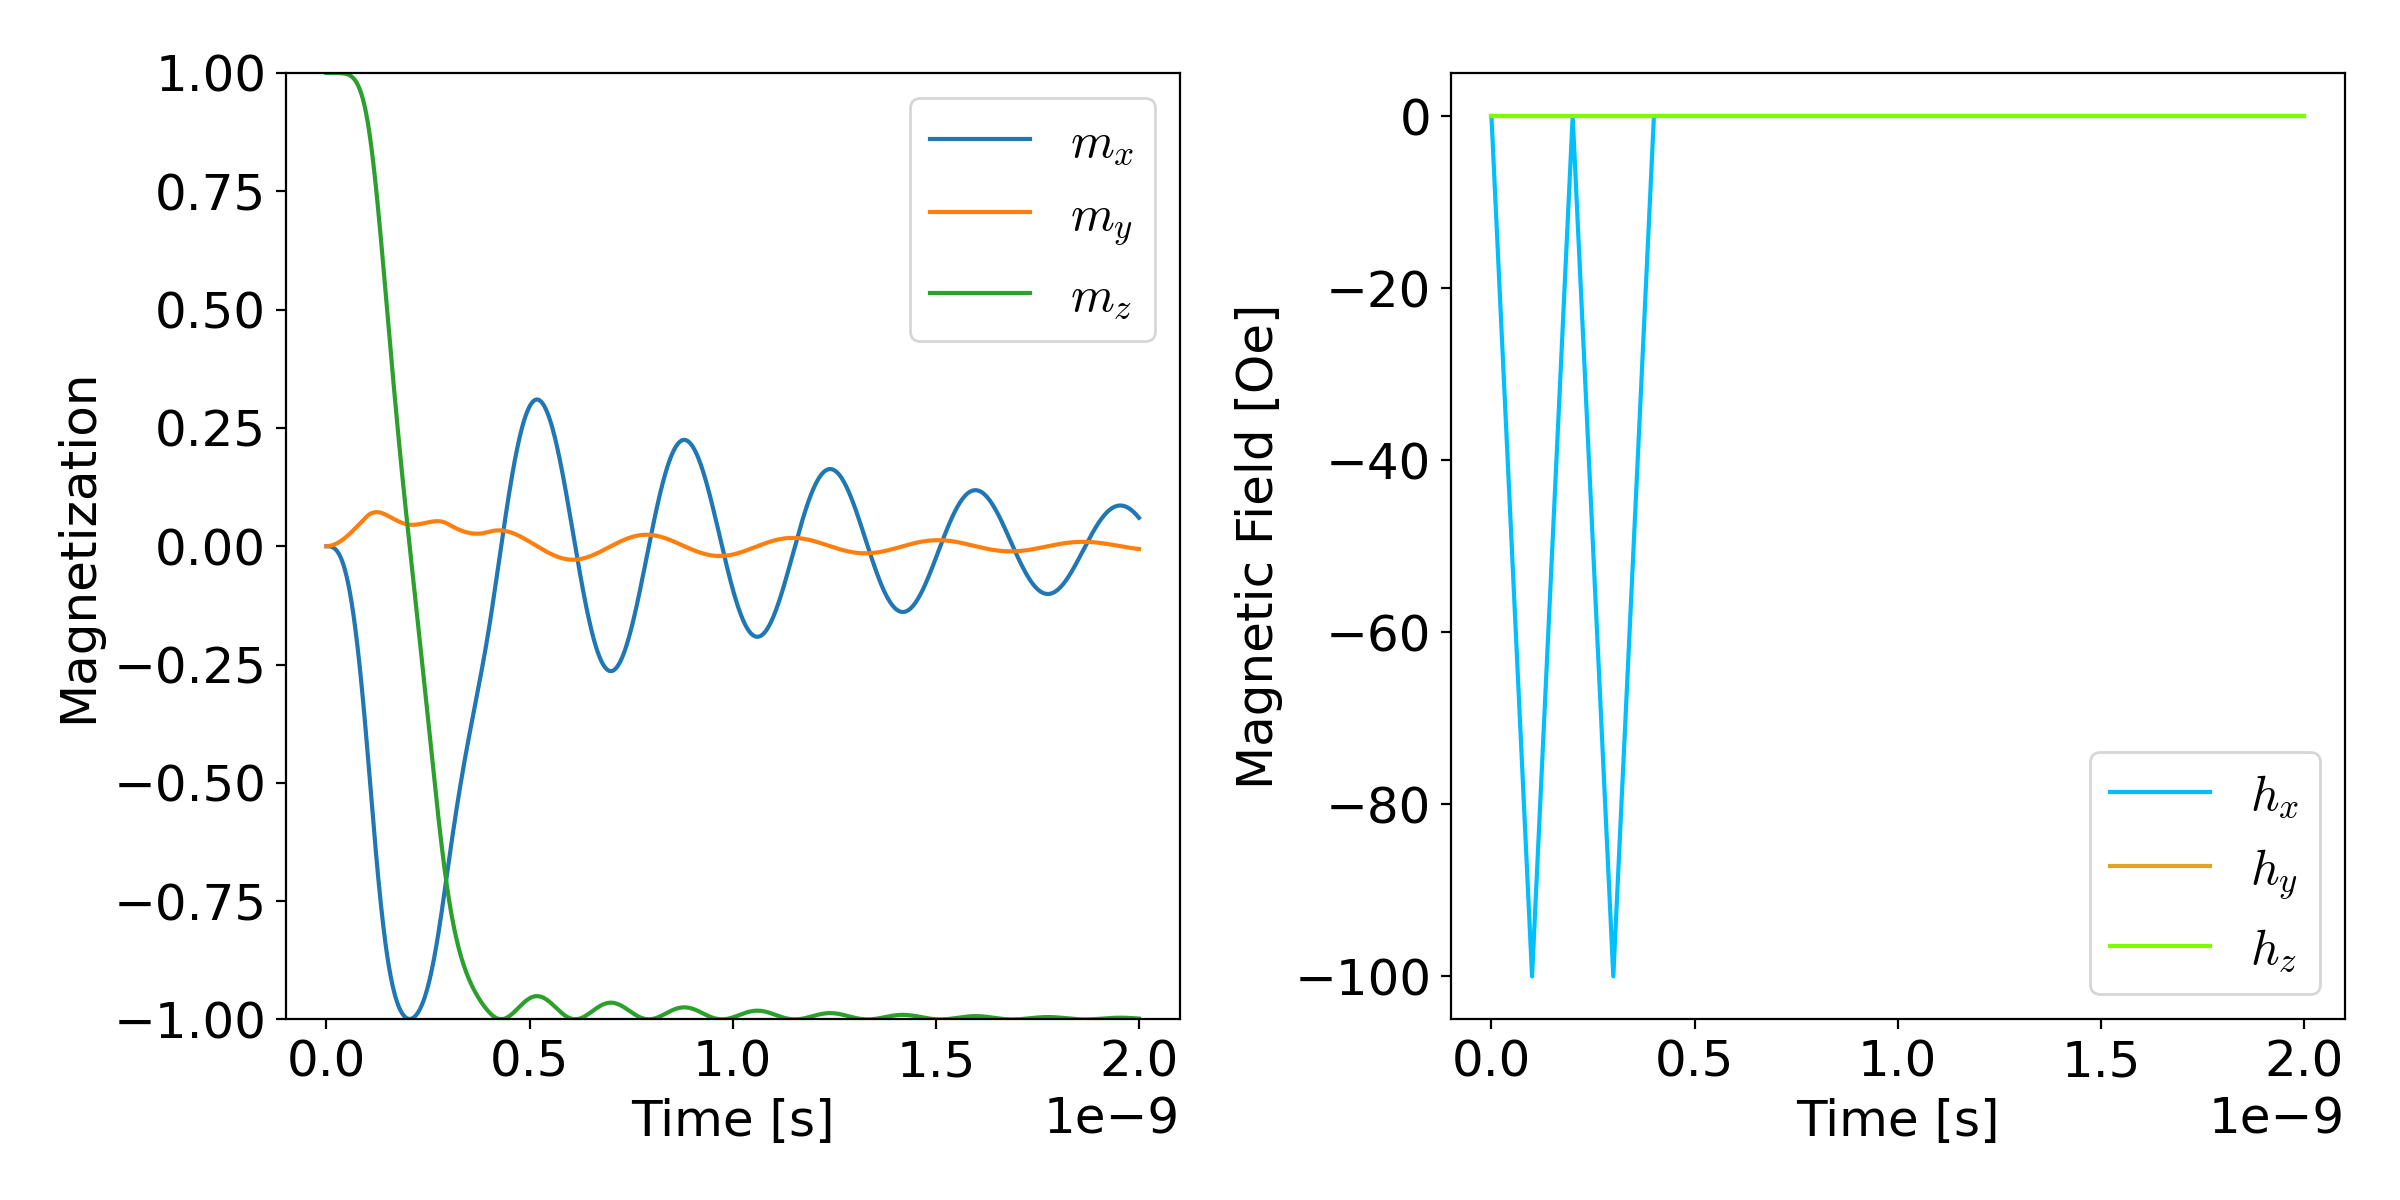 1.00
0.75
0.50
0.25
0.00
−0.25
−0.50
−0.75
−1.00
Magnetization
0.0 0.5 1.0 1.5 2.0
Time [s]
1e−9
m_x
m_y
m_z
0
−20
−40
−60
−80
−100
Magnetic Field [Oe]
0.0 0.5 1.0 1.5 2.0
Time [s]
1e−9
h_x
h_y
h_z